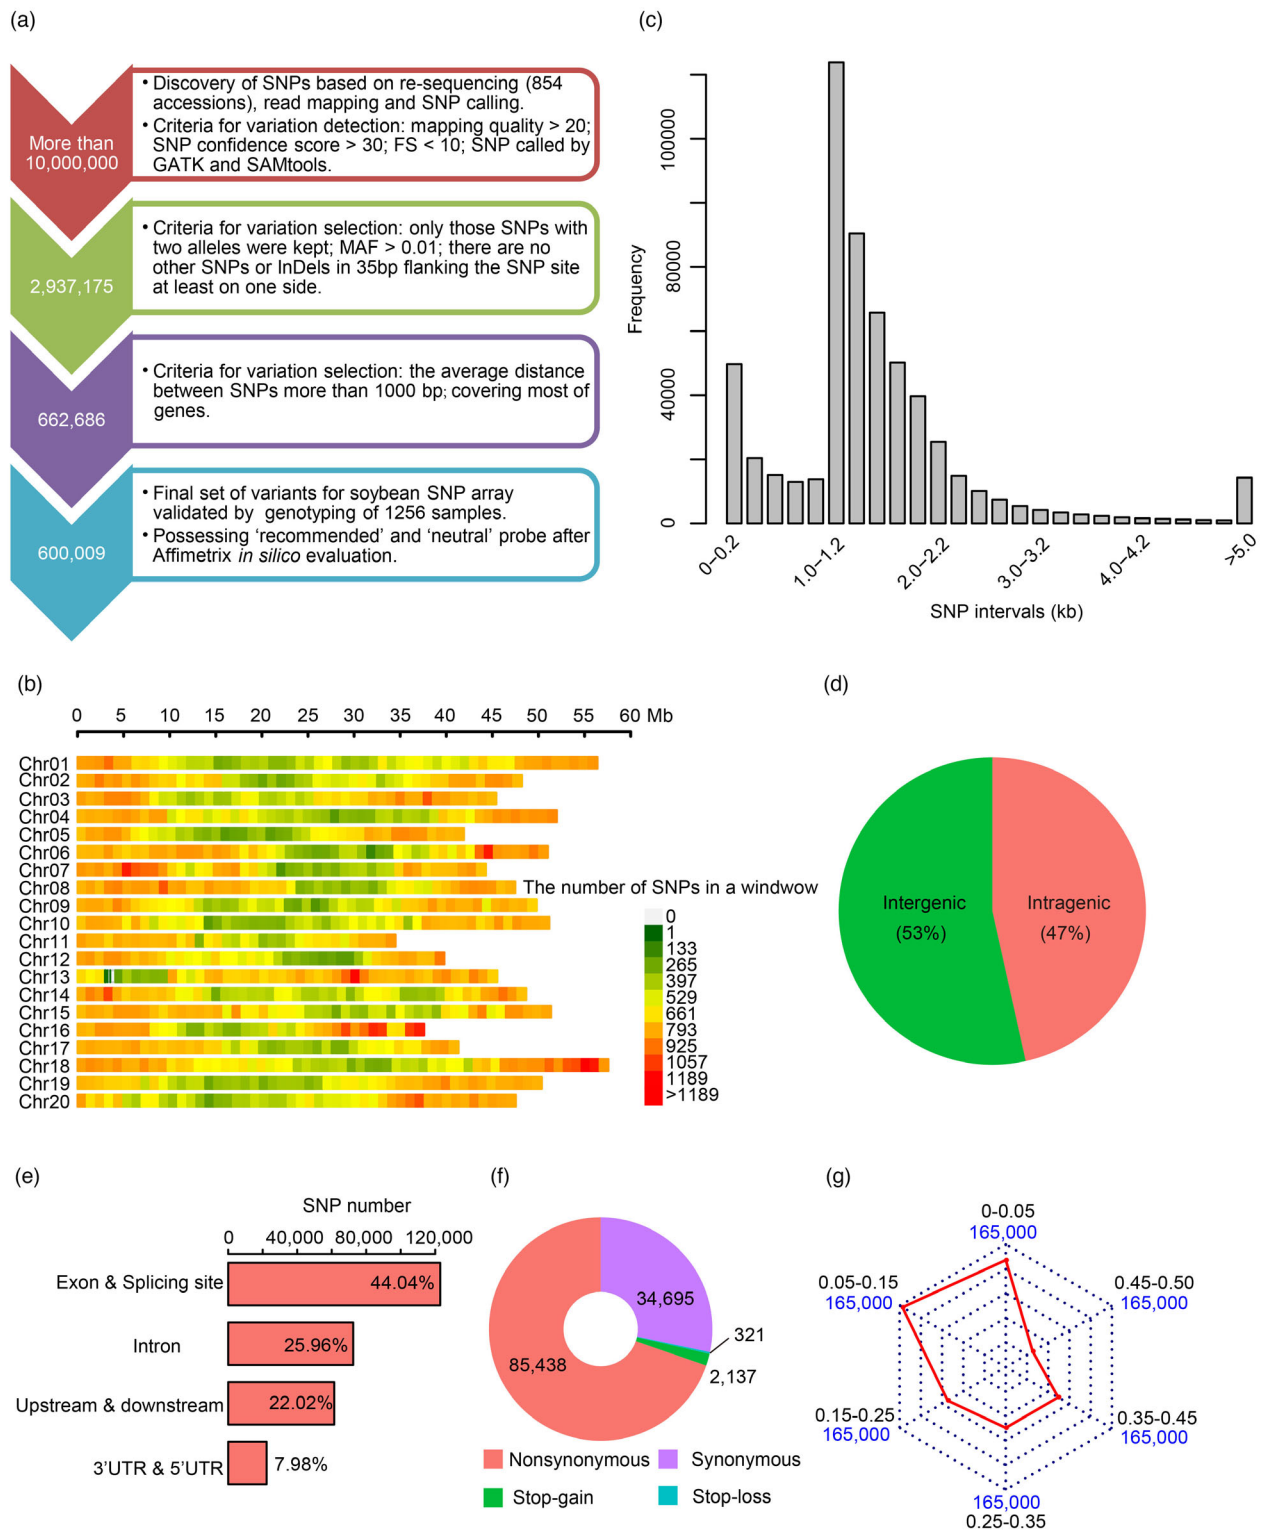 (a)
More than
10,000,000
• Discovery of SNPs based on re-sequencing (854
accessions), read mapping and SNP calling.
• Criteria for variation detection: mapping quality > 20;
SNP confidence score > 30; FS < 10; SNP called by
GATK and SAMtools.
2,937,175
• Criteria for variation selection: only those SNPs with
two alleles were kept; MAF > 0.01; there are no
other SNPs or InDels in 35bp flanking the SNP site
at least on one side.
662,686
• Criteria for variation selection: the average distance
between SNPs more than 1000 bp; covering most of
genes.
600,009
• Final set of variants for soybean SNP array
validated by genotyping of 1256 samples.
• Possessing ‘recommended’ and ‘neutral’ probe after
Affimetrix in silico evaluation.
(c)
Frequency
100000
80000
40000
0
0−0.2
1.0−1.2
2.0−2.2
3.0−3.2
4.0−4.2
>5.0
SNP intervals (kb)
(b)
0 5 10 15 20 25 30 35 40 45 50 55 60 Mb
Chr01
Chr02
Chr03
Chr04
Chr05
Chr06
Chr07
Chr08
Chr09
Chr10
Chr11
Chr12
Chr13
Chr14
Chr15
Chr16
Chr17
Chr18
Chr19
Chr20
The number of SNPs in a windwow
0
1
133
265
397
529
661
793
925
1057
1189
>1189
(d)
Intergenic
(53%)
Intragenic
(47%)
(e)
SNP number
0 40,000 80,000 120,000
Exon & Splicing site 44.04%
Intron 25.96%
Upstream & downstream 22.02%
3’UTR & 5’UTR 7.98%
(f)
34,695
321
2,137
85,438
Nonsynonymous
Synonymous
Stop-gain
Stop-loss
(g)
0-0.05
165,000
0.05-0.15
165,000
0.45-0.50
165,000
0.15-0.25
165,000
0.35-0.45
165,000
165,000
0.25-0.35